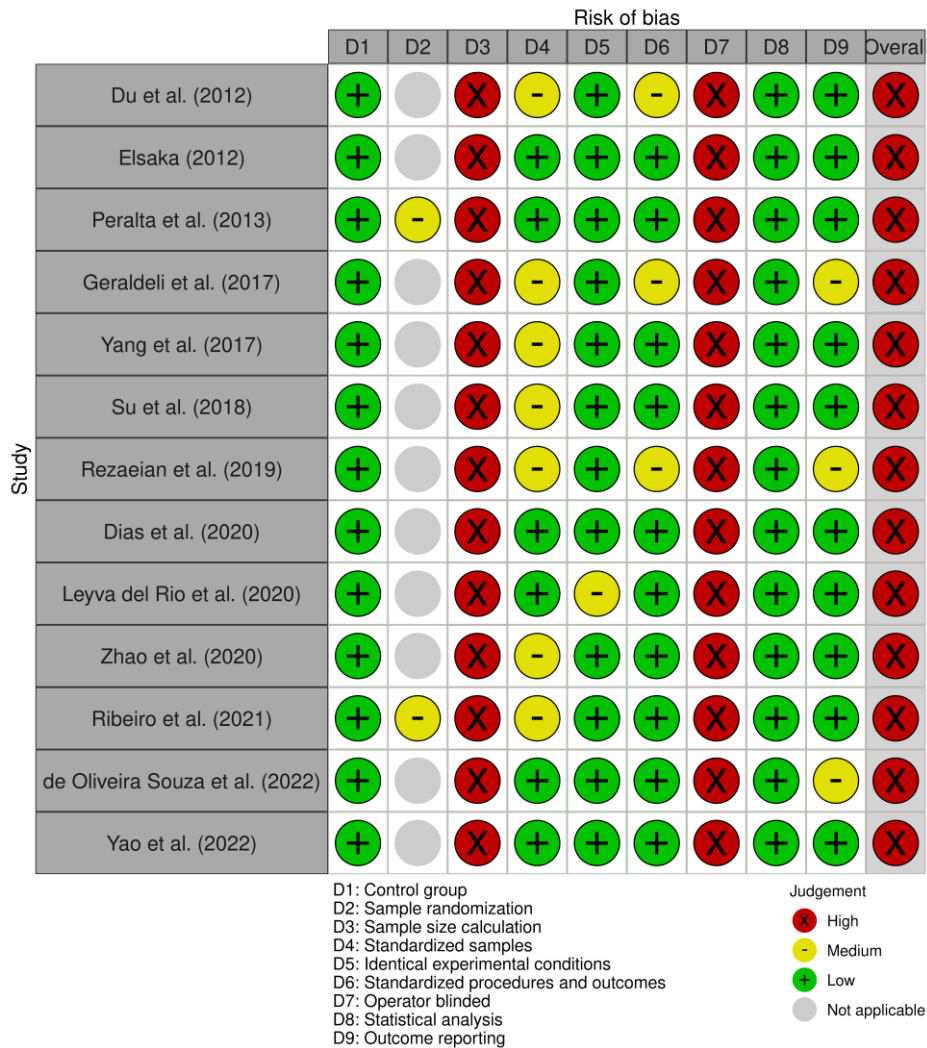 Risk of bias
D1 D2 D3 D4 D5 D6 D7 D8 D9 Overall
Study
Du et al. (2012) + X - + - X + + X
Elsaka (2012) + X + + + X + + X
Peralta et al. (2013) + - X + + + X + + X
Geraldeli et al. (2017) + X - + - X + - X
Yang et al. (2017) + X - + + X + + X
Su et al. (2018) + X - + + X + + X
Rezaeian et al. (2019) + X - + - X + - X
Dias et al. (2020) + X + + + X + + X
Leyva del Rio et al. (2020) + X + - + X + + X
Zhao et al. (2020) + X - + + X + + X
Ribeiro et al. (2021) + - X - + + X + + X
de Oliveira Souza et al. (2022) + X + + + X + - X
Yao et al. (2022) + X + + + X + + X
D1: Control group
D2: Sample randomization
D3: Sample size calculation
D4: Standardized samples
D5: Identical experimental conditions
D6: Standardized procedures and outcomes
D7: Operator blinded
D8: Statistical analysis
D9: Outcome reporting
Judgement
X High
- Medium
+ Low
Not applicable